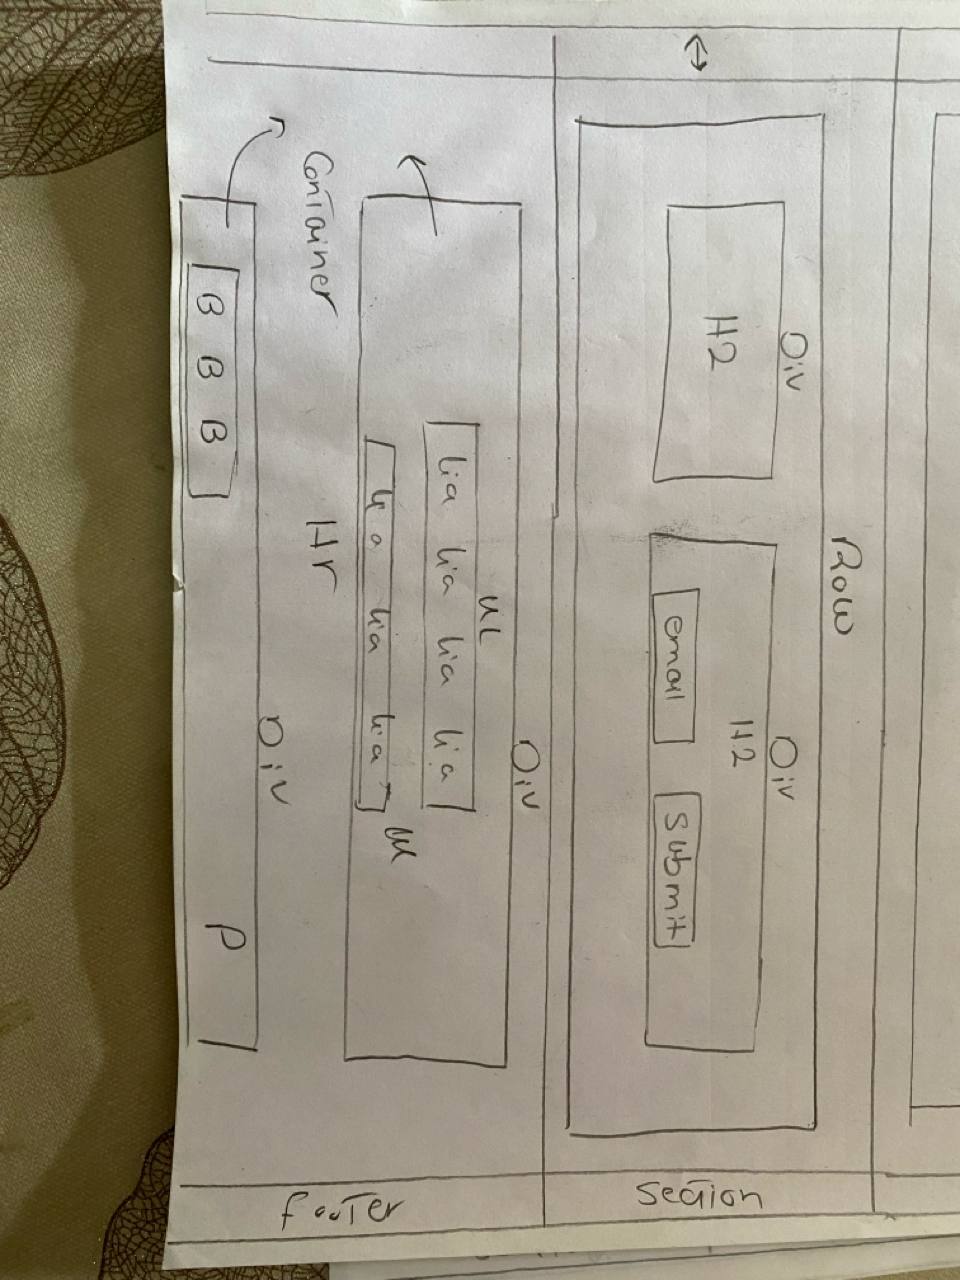 Row
Div
H2
Div
H2
email
Submit
Section
Div
UL
lia lia lia lia
lia lia lia
Ul
Container
Hr
Div
B B B
P
footer